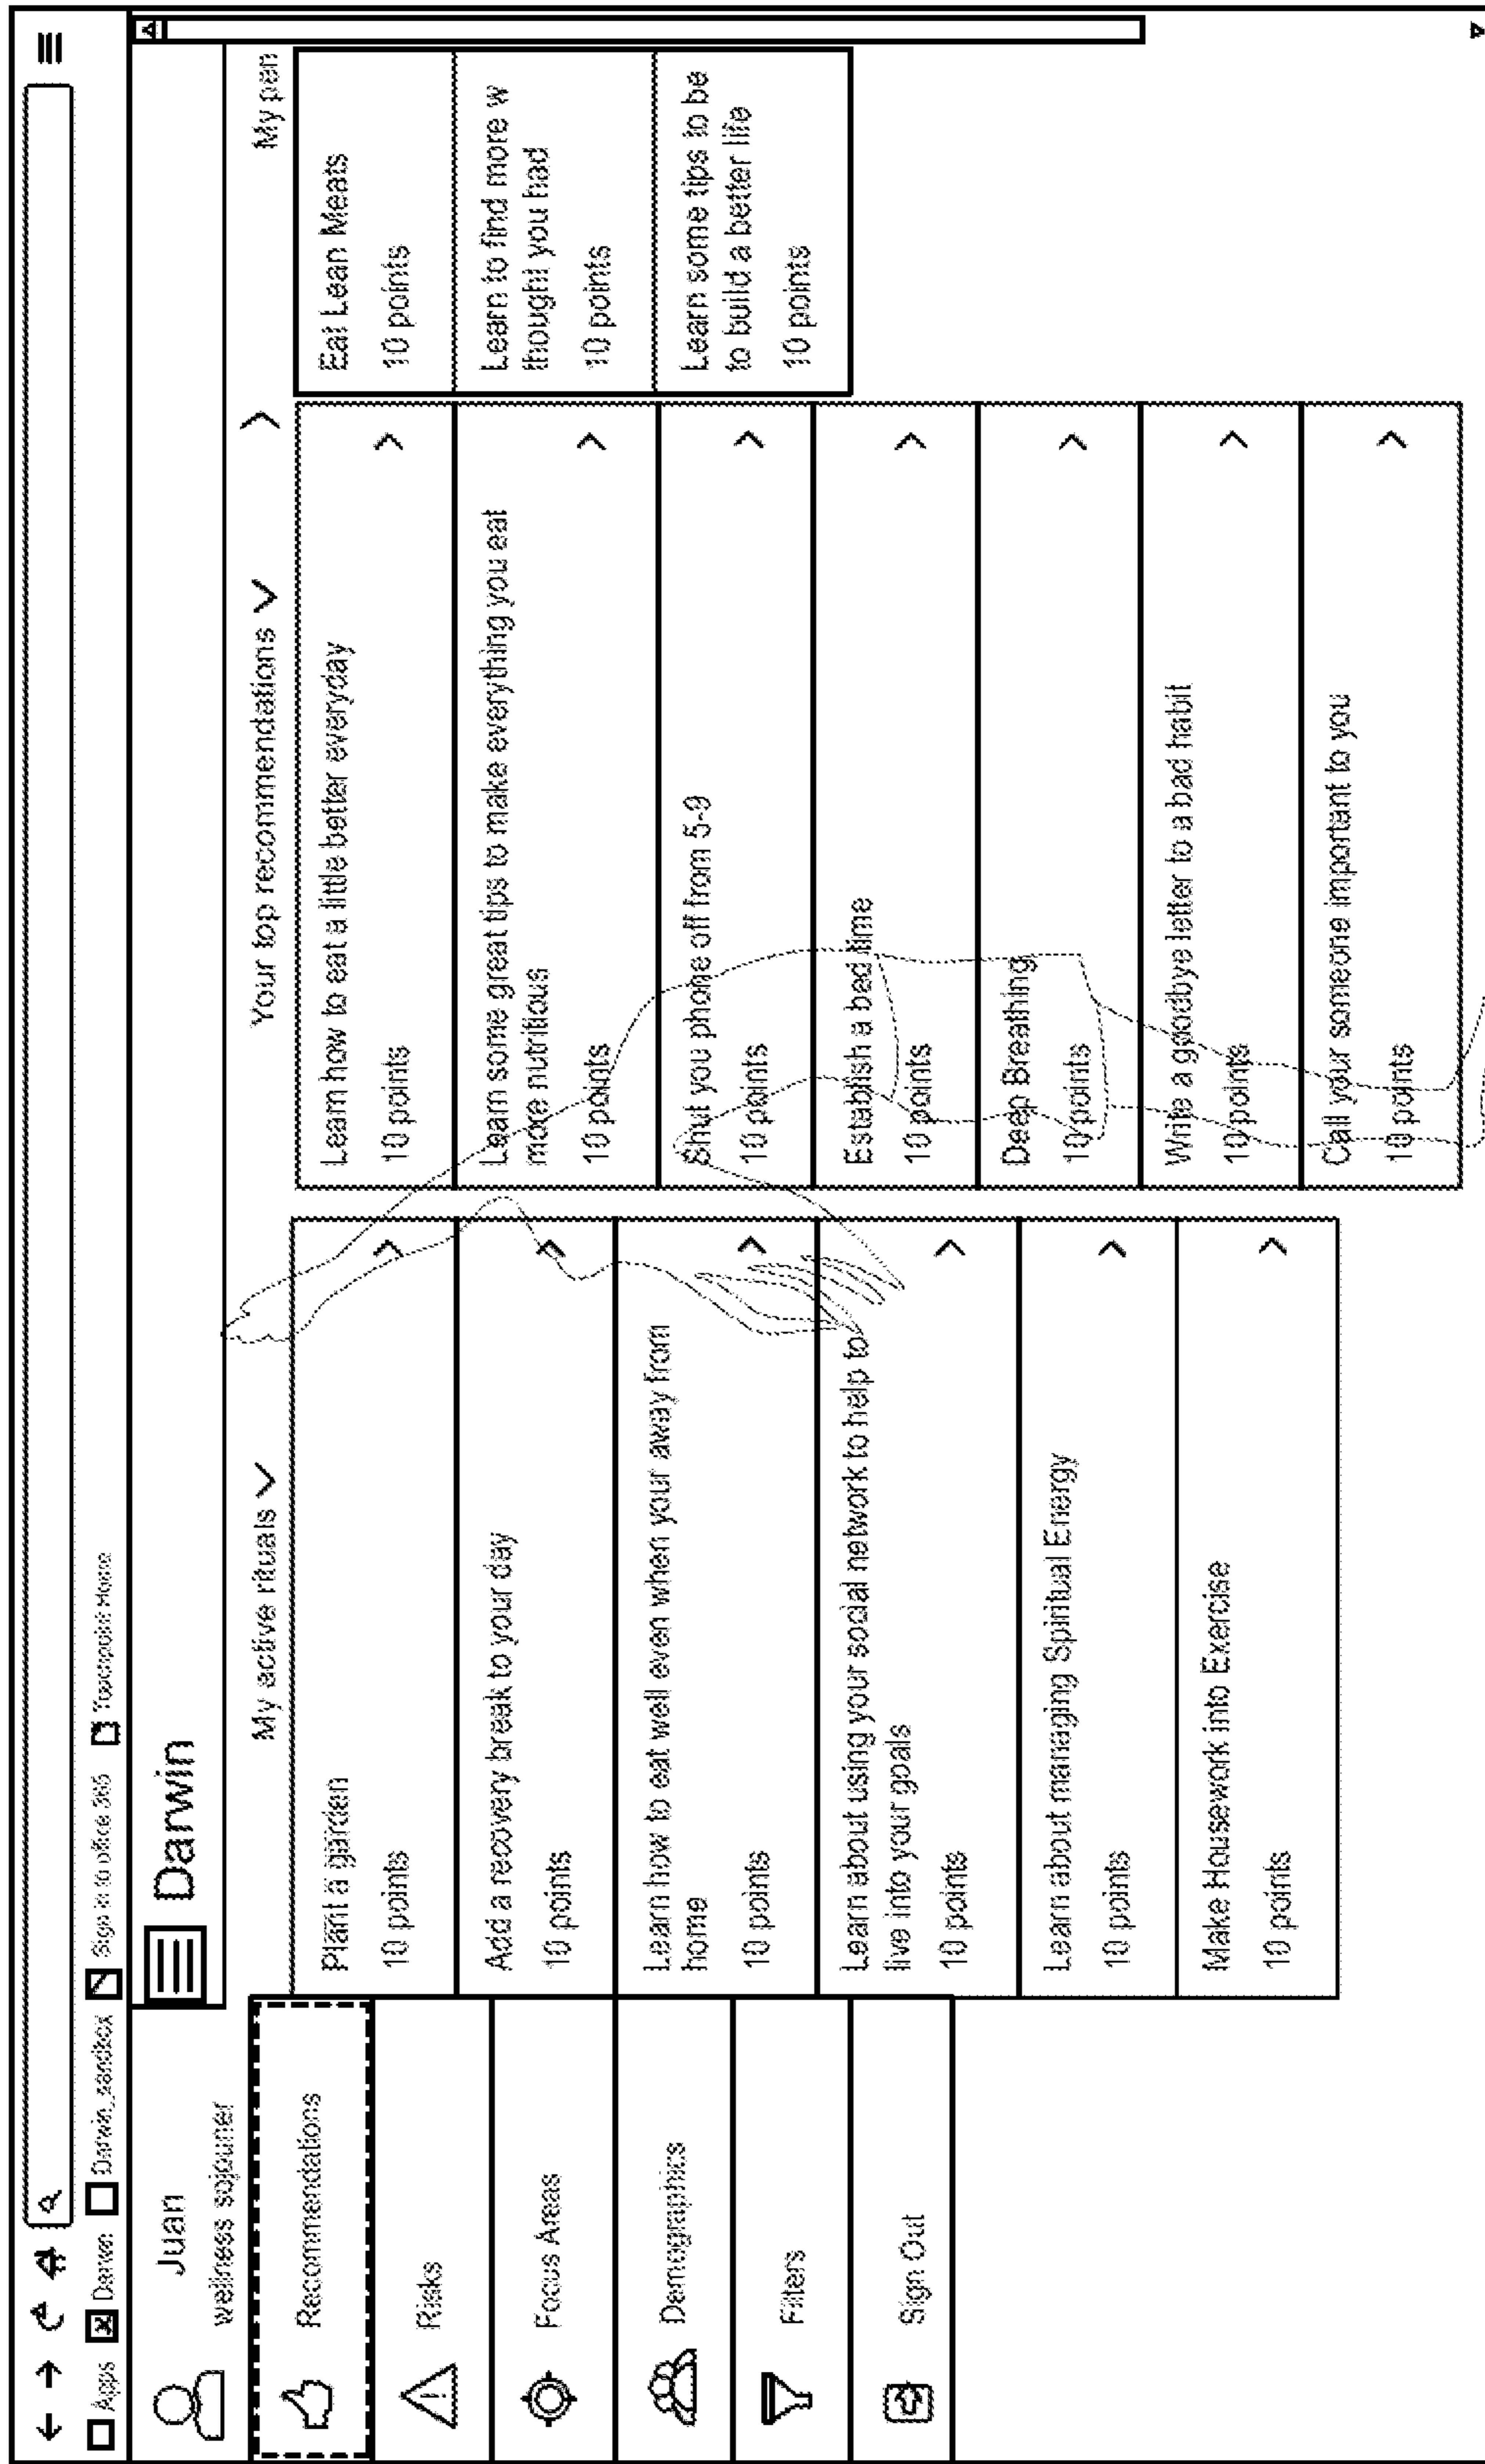 Apps Darwin Darwin_sandbox Sign in to office 365 Touchpoint Home
Juan
wellness sojouner
Darwin
Recommendations
Risks
Focus Areas
Demographics
Filters
Sign Out
My active rituals
Plant a garden
10 points
Add a recovery break to your day
10 points
Learn how to eat well even when your away from
home
10 points
Learn about using your social network to help to
live into your goals
10 points
Learn about managing Spiritual Energy
10 points
Make Housework into Exercise
10 points
Your top recommendations
Learn how to eat a little better everyday
10 points
Learn some great tips to make everything you eat
more nutritious
10 points
Shut you phone off from 5-9
10 points
Establish a bed time
10 points
Deep Breathing
10 points
Write a goodbye letter to a bad habit
10 points
Call your someone important to you
10 points
My pen
Eat Lean Meats
10 points
Learn to find more w
thought you had
10 points
Learn some tips to be
to build a better life
10 points